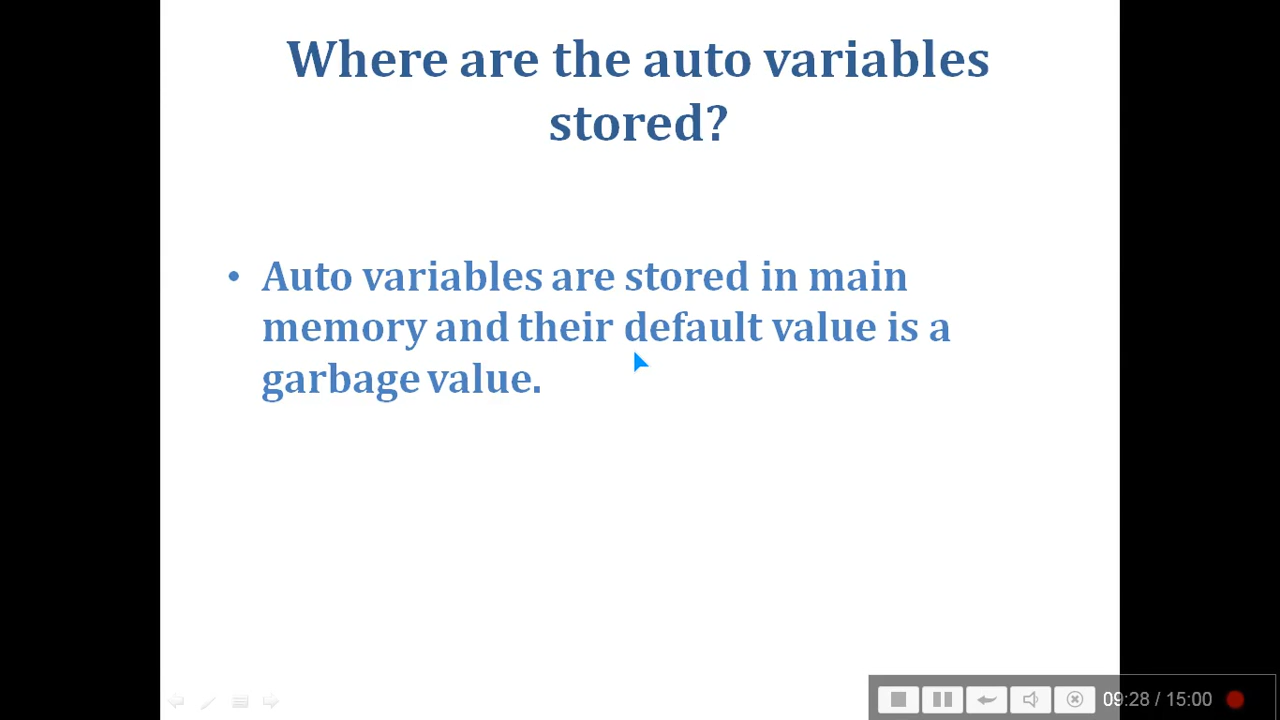 Where are the auto variables
stored?
• Auto variables are stored in main
memory and their default value is a
garbage value.
09:28 / 15:00